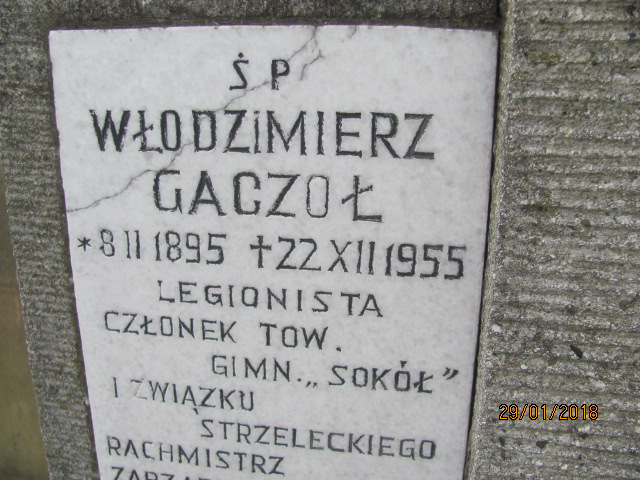 Ś P
WŁODZIMIERZ
GACZOŁ
* 8 II 1895 ✝ 22 XII 1955
LEGIONISTA
CZŁONEK TOW.
GIMN. „SOKÓŁ”
I ZWIĄZKU
STRZELECKIEGO
RACHMISTRZ
29/01/2018